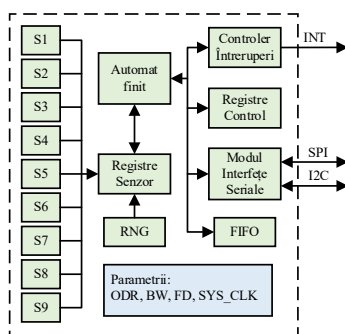 S1
S2
S3
S4
S5
S6
S7
S8
S9
Automat
finit
Registre
Senzor
RNG
Controler
Întreruperi
Registre
Control
Modul
Interfețe
Seriale
FIFO
INT
SPI
I2C
Parametrii:
ODR, BW, FD, SYS_CLK